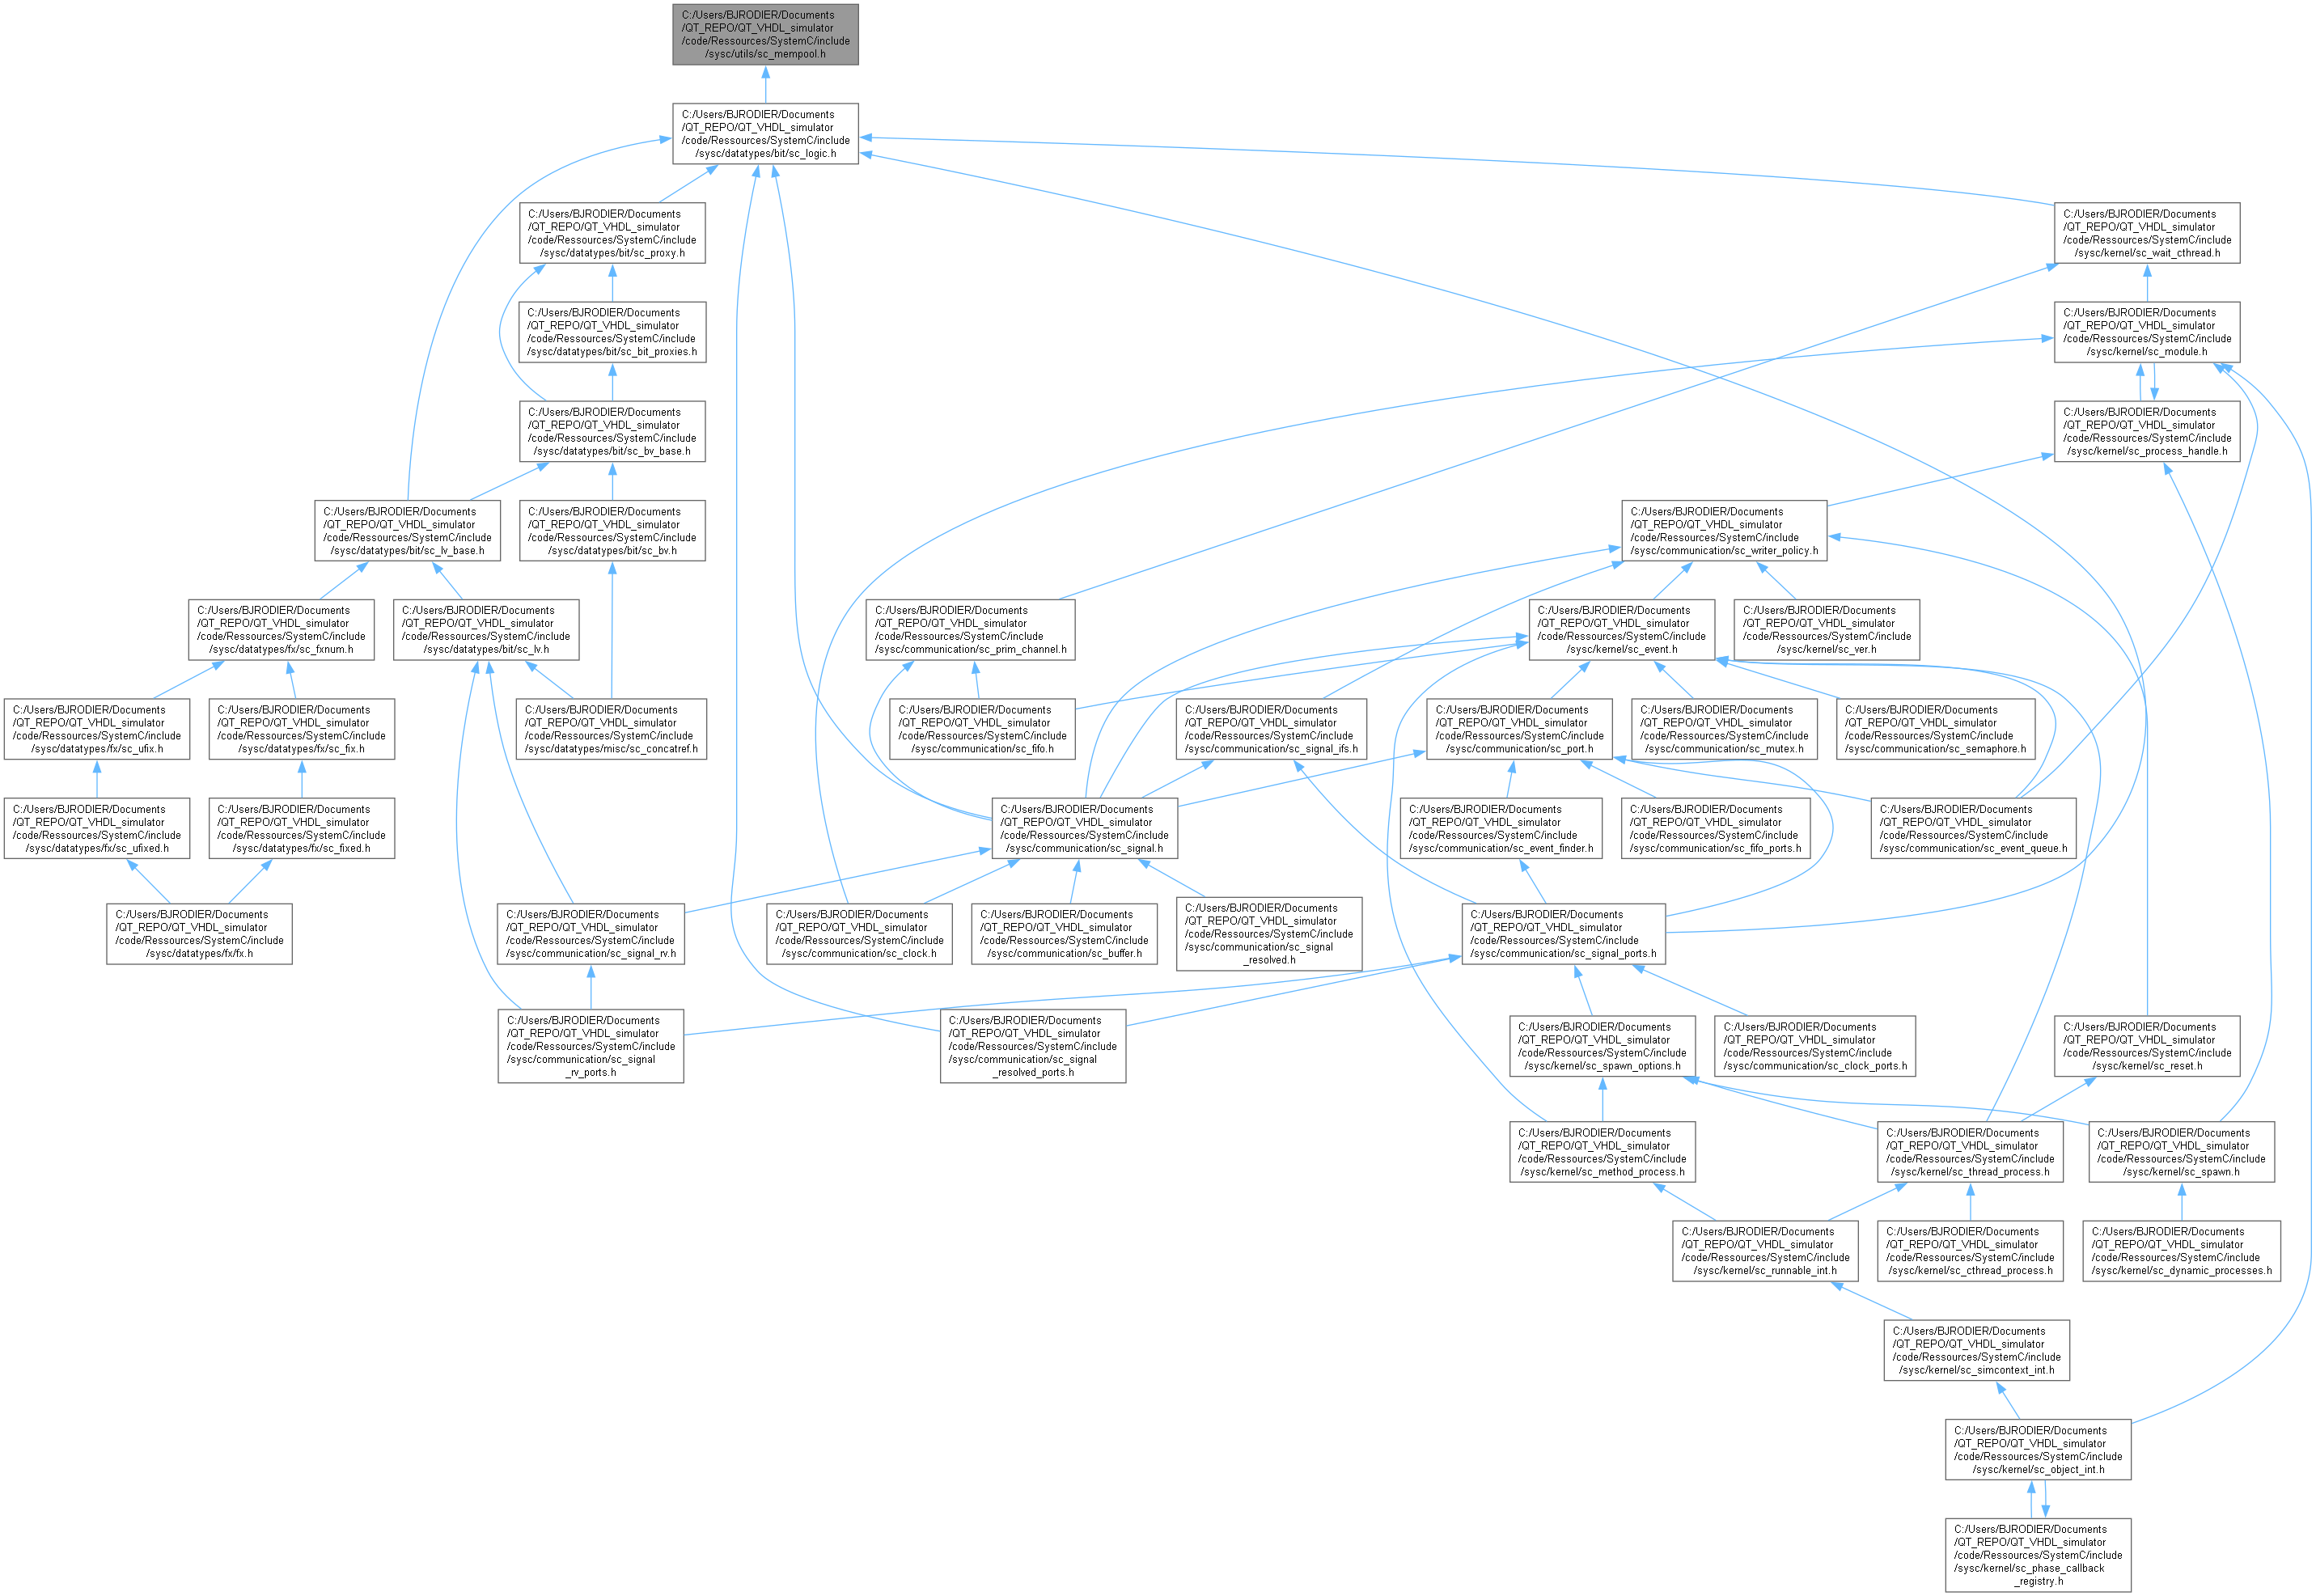 C:/Users/BJRODIER/Documents
/QT_REPO/QT_VHDL_simulator
/code/Ressources/SystemC/include
/sysc/utils/sc_mempool.h
C:/Users/BJRODIER/Documents
/QT_REPO/QT_VHDL_simulator
/code/Ressources/SystemC/include
/sysc/datatypes/bit/sc_logic.h
C:/Users/BJRODIER/Documents
/QT_REPO/QT_VHDL_simulator
/code/Ressources/SystemC/include
/sysc/datatypes/bit/sc_proxy.h
C:/Users/BJRODIER/Documents
/QT_REPO/QT_VHDL_simulator
/code/Ressources/SystemC/include
/sysc/kernel/sc_wait_cthread.h
C:/Users/BJRODIER/Documents
/QT_REPO/QT_VHDL_simulator
/code/Ressources/SystemC/include
/sysc/datatypes/bit/sc_bit_proxies.h
C:/Users/BJRODIER/Documents
/QT_REPO/QT_VHDL_simulator
/code/Ressources/SystemC/include
/sysc/kernel/sc_module.h
C:/Users/BJRODIER/Documents
/QT_REPO/QT_VHDL_simulator
/code/Ressources/SystemC/include
/sysc/datatypes/bit/sc_bv_base.h
C:/Users/BJRODIER/Documents
/QT_REPO/QT_VHDL_simulator
/code/Ressources/SystemC/include
/sysc/kernel/sc_process_handle.h
C:/Users/BJRODIER/Documents
/QT_REPO/QT_VHDL_simulator
/code/Ressources/SystemC/include
/sysc/datatypes/bit/sc_lv_base.h
C:/Users/BJRODIER/Documents
/QT_REPO/QT_VHDL_simulator
/code/Ressources/SystemC/include
/sysc/datatypes/bit/sc_bv.h
C:/Users/BJRODIER/Documents
/QT_REPO/QT_VHDL_simulator
/code/Ressources/SystemC/include
/sysc/communication/sc_writer_policy.h
C:/Users/BJRODIER/Documents
/QT_REPO/QT_VHDL_simulator
/code/Ressources/SystemC/include
/sysc/datatypes/fx/sc_fxnum.h
C:/Users/BJRODIER/Documents
/QT_REPO/QT_VHDL_simulator
/code/Ressources/SystemC/include
/sysc/datatypes/bit/sc_lv.h
C:/Users/BJRODIER/Documents
/QT_REPO/QT_VHDL_simulator
/code/Ressources/SystemC/include
/sysc/communication/sc_prim_channel.h
C:/Users/BJRODIER/Documents
/QT_REPO/QT_VHDL_simulator
/code/Ressources/SystemC/include
/sysc/kernel/sc_event.h
C:/Users/BJRODIER/Documents
/QT_REPO/QT_VHDL_simulator
/code/Ressources/SystemC/include
/sysc/kernel/sc_ver.h
C:/Users/BJRODIER/Documents
/QT_REPO/QT_VHDL_simulator
/code/Ressources/SystemC/include
/sysc/datatypes/fx/sc_ufix.h
C:/Users/BJRODIER/Documents
/QT_REPO/QT_VHDL_simulator
/code/Ressources/SystemC/include
/sysc/datatypes/fx/sc_fix.h
C:/Users/BJRODIER/Documents
/QT_REPO/QT_VHDL_simulator
/code/Ressources/SystemC/include
/sysc/datatypes/misc/sc_concatref.h
C:/Users/BJRODIER/Documents
/QT_REPO/QT_VHDL_simulator
/code/Ressources/SystemC/include
/sysc/communication/sc_fifo.h
C:/Users/BJRODIER/Documents
/QT_REPO/QT_VHDL_simulator
/code/Ressources/SystemC/include
/sysc/communication/sc_signal_ifs.h
C:/Users/BJRODIER/Documents
/QT_REPO/QT_VHDL_simulator
/code/Ressources/SystemC/include
/sysc/communication/sc_port.h
C:/Users/BJRODIER/Documents
/QT_REPO/QT_VHDL_simulator
/code/Ressources/SystemC/include
/sysc/communication/sc_mutex.h
C:/Users/BJRODIER/Documents
/QT_REPO/QT_VHDL_simulator
/code/Ressources/SystemC/include
/sysc/communication/sc_semaphore.h
C:/Users/BJRODIER/Documents
/QT_REPO/QT_VHDL_simulator
/code/Ressources/SystemC/include
/sysc/datatypes/fx/sc_ufixed.h
C:/Users/BJRODIER/Documents
/QT_REPO/QT_VHDL_simulator
/code/Ressources/SystemC/include
/sysc/datatypes/fx/sc_fixed.h
C:/Users/BJRODIER/Documents
/QT_REPO/QT_VHDL_simulator
/code/Ressources/SystemC/include
/sysc/communication/sc_signal.h
C:/Users/BJRODIER/Documents
/QT_REPO/QT_VHDL_simulator
/code/Ressources/SystemC/include
/sysc/communication/sc_event_finder.h
C:/Users/BJRODIER/Documents
/QT_REPO/QT_VHDL_simulator
/code/Ressources/SystemC/include
/sysc/communication/sc_fifo_ports.h
C:/Users/BJRODIER/Documents
/QT_REPO/QT_VHDL_simulator
/code/Ressources/SystemC/include
/sysc/communication/sc_event_queue.h
C:/Users/BJRODIER/Documents
/QT_REPO/QT_VHDL_simulator
/code/Ressources/SystemC/include
/sysc/datatypes/fx/fx.h
C:/Users/BJRODIER/Documents
/QT_REPO/QT_VHDL_simulator
/code/Ressources/SystemC/include
/sysc/communication/sc_signal_rv.h
C:/Users/BJRODIER/Documents
/QT_REPO/QT_VHDL_simulator
/code/Ressources/SystemC/include
/sysc/communication/sc_clock.h
C:/Users/BJRODIER/Documents
/QT_REPO/QT_VHDL_simulator
/code/Ressources/SystemC/include
/sysc/communication/sc_buffer.h
C:/Users/BJRODIER/Documents
/QT_REPO/QT_VHDL_simulator
/code/Ressources/SystemC/include
/sysc/communication/sc_signal
_resolved.h
C:/Users/BJRODIER/Documents
/QT_REPO/QT_VHDL_simulator
/code/Ressources/SystemC/include
/sysc/communication/sc_signal_ports.h
C:/Users/BJRODIER/Documents
/QT_REPO/QT_VHDL_simulator
/code/Ressources/SystemC/include
/sysc/communication/sc_signal
_rv_ports.h
C:/Users/BJRODIER/Documents
/QT_REPO/QT_VHDL_simulator
/code/Ressources/SystemC/include
/sysc/communication/sc_signal
_resolved_ports.h
C:/Users/BJRODIER/Documents
/QT_REPO/QT_VHDL_simulator
/code/Ressources/SystemC/include
/sysc/kernel/sc_spawn_options.h
C:/Users/BJRODIER/Documents
/QT_REPO/QT_VHDL_simulator
/code/Ressources/SystemC/include
/sysc/communication/sc_clock_ports.h
C:/Users/BJRODIER/Documents
/QT_REPO/QT_VHDL_simulator
/code/Ressources/SystemC/include
/sysc/kernel/sc_reset.h
C:/Users/BJRODIER/Documents
/QT_REPO/QT_VHDL_simulator
/code/Ressources/SystemC/include
/sysc/kernel/sc_method_process.h
C:/Users/BJRODIER/Documents
/QT_REPO/QT_VHDL_simulator
/code/Ressources/SystemC/include
/sysc/kernel/sc_thread_process.h
C:/Users/BJRODIER/Documents
/QT_REPO/QT_VHDL_simulator
/code/Ressources/SystemC/include
/sysc/kernel/sc_spawn.h
C:/Users/BJRODIER/Documents
/QT_REPO/QT_VHDL_simulator
/code/Ressources/SystemC/include
/sysc/kernel/sc_runnable_int.h
C:/Users/BJRODIER/Documents
/QT_REPO/QT_VHDL_simulator
/code/Ressources/SystemC/include
/sysc/kernel/sc_cthread_process.h
C:/Users/BJRODIER/Documents
/QT_REPO/QT_VHDL_simulator
/code/Ressources/SystemC/include
/sysc/kernel/sc_dynamic_processes.h
C:/Users/BJRODIER/Documents
/QT_REPO/QT_VHDL_simulator
/code/Ressources/SystemC/include
/sysc/kernel/sc_simcontext_int.h
C:/Users/BJRODIER/Documents
/QT_REPO/QT_VHDL_simulator
/code/Ressources/SystemC/include
/sysc/kernel/sc_object_int.h
C:/Users/BJRODIER/Documents
/QT_REPO/QT_VHDL_simulator
/code/Ressources/SystemC/include
/sysc/kernel/sc_phase_callback
_registry.h